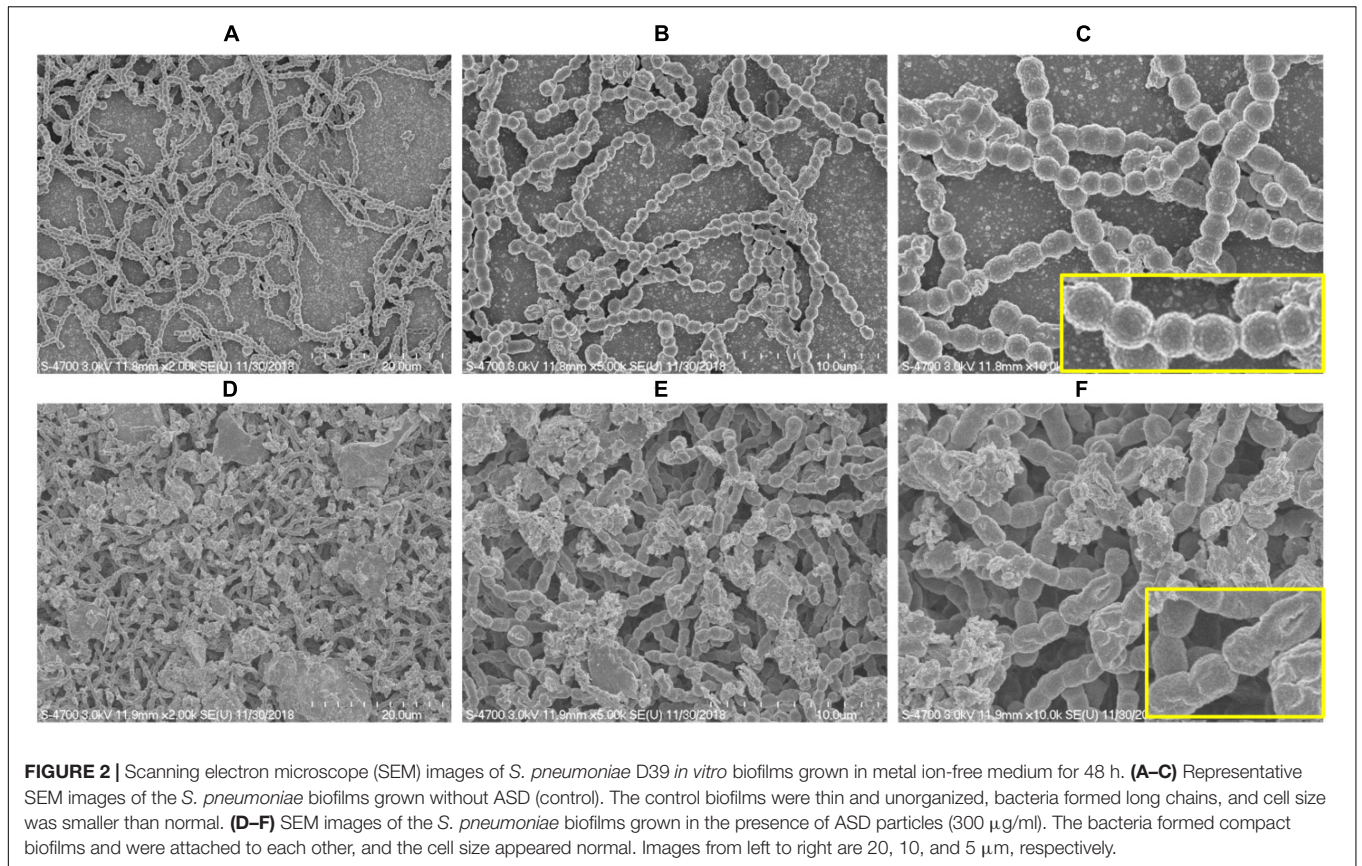 A
B
C
S-4700 3.0kV 11.8mm x2.00k SE(U) 11/30/2018
20.0um
S-4700 3.0kV 11.8mm x5.00k SE(U) 11/30/2018
10.0um
S-4700 3.0kV 11.8mm x10.0k
D
E
F
S-4700 3.0kV 11.9mm x2.00k SE(U) 11/30/2018
20.0um
S-4700 3.0kV 11.9mm x5.00k SE(U) 11/30/2018
10.0um
S-4700 3.0kV 11.9mm x10.0k SE(U) 11/30/20
FIGURE 2 | Scanning electron microscope (SEM) images of S. pneumoniae D39 in vitro biofilms grown in metal ion-free medium for 48 h. (A–C) Representative
SEM images of the S. pneumoniae biofilms grown without ASD (control). The control biofilms were thin and unorganized, bacteria formed long chains, and cell size
was smaller than normal. (D–F) SEM images of the S. pneumoniae biofilms grown in the presence of ASD particles (300 μg/ml). The bacteria formed compact
biofilms and were attached to each other, and the cell size appeared normal. Images from left to right are 20, 10, and 5 μm, respectively.